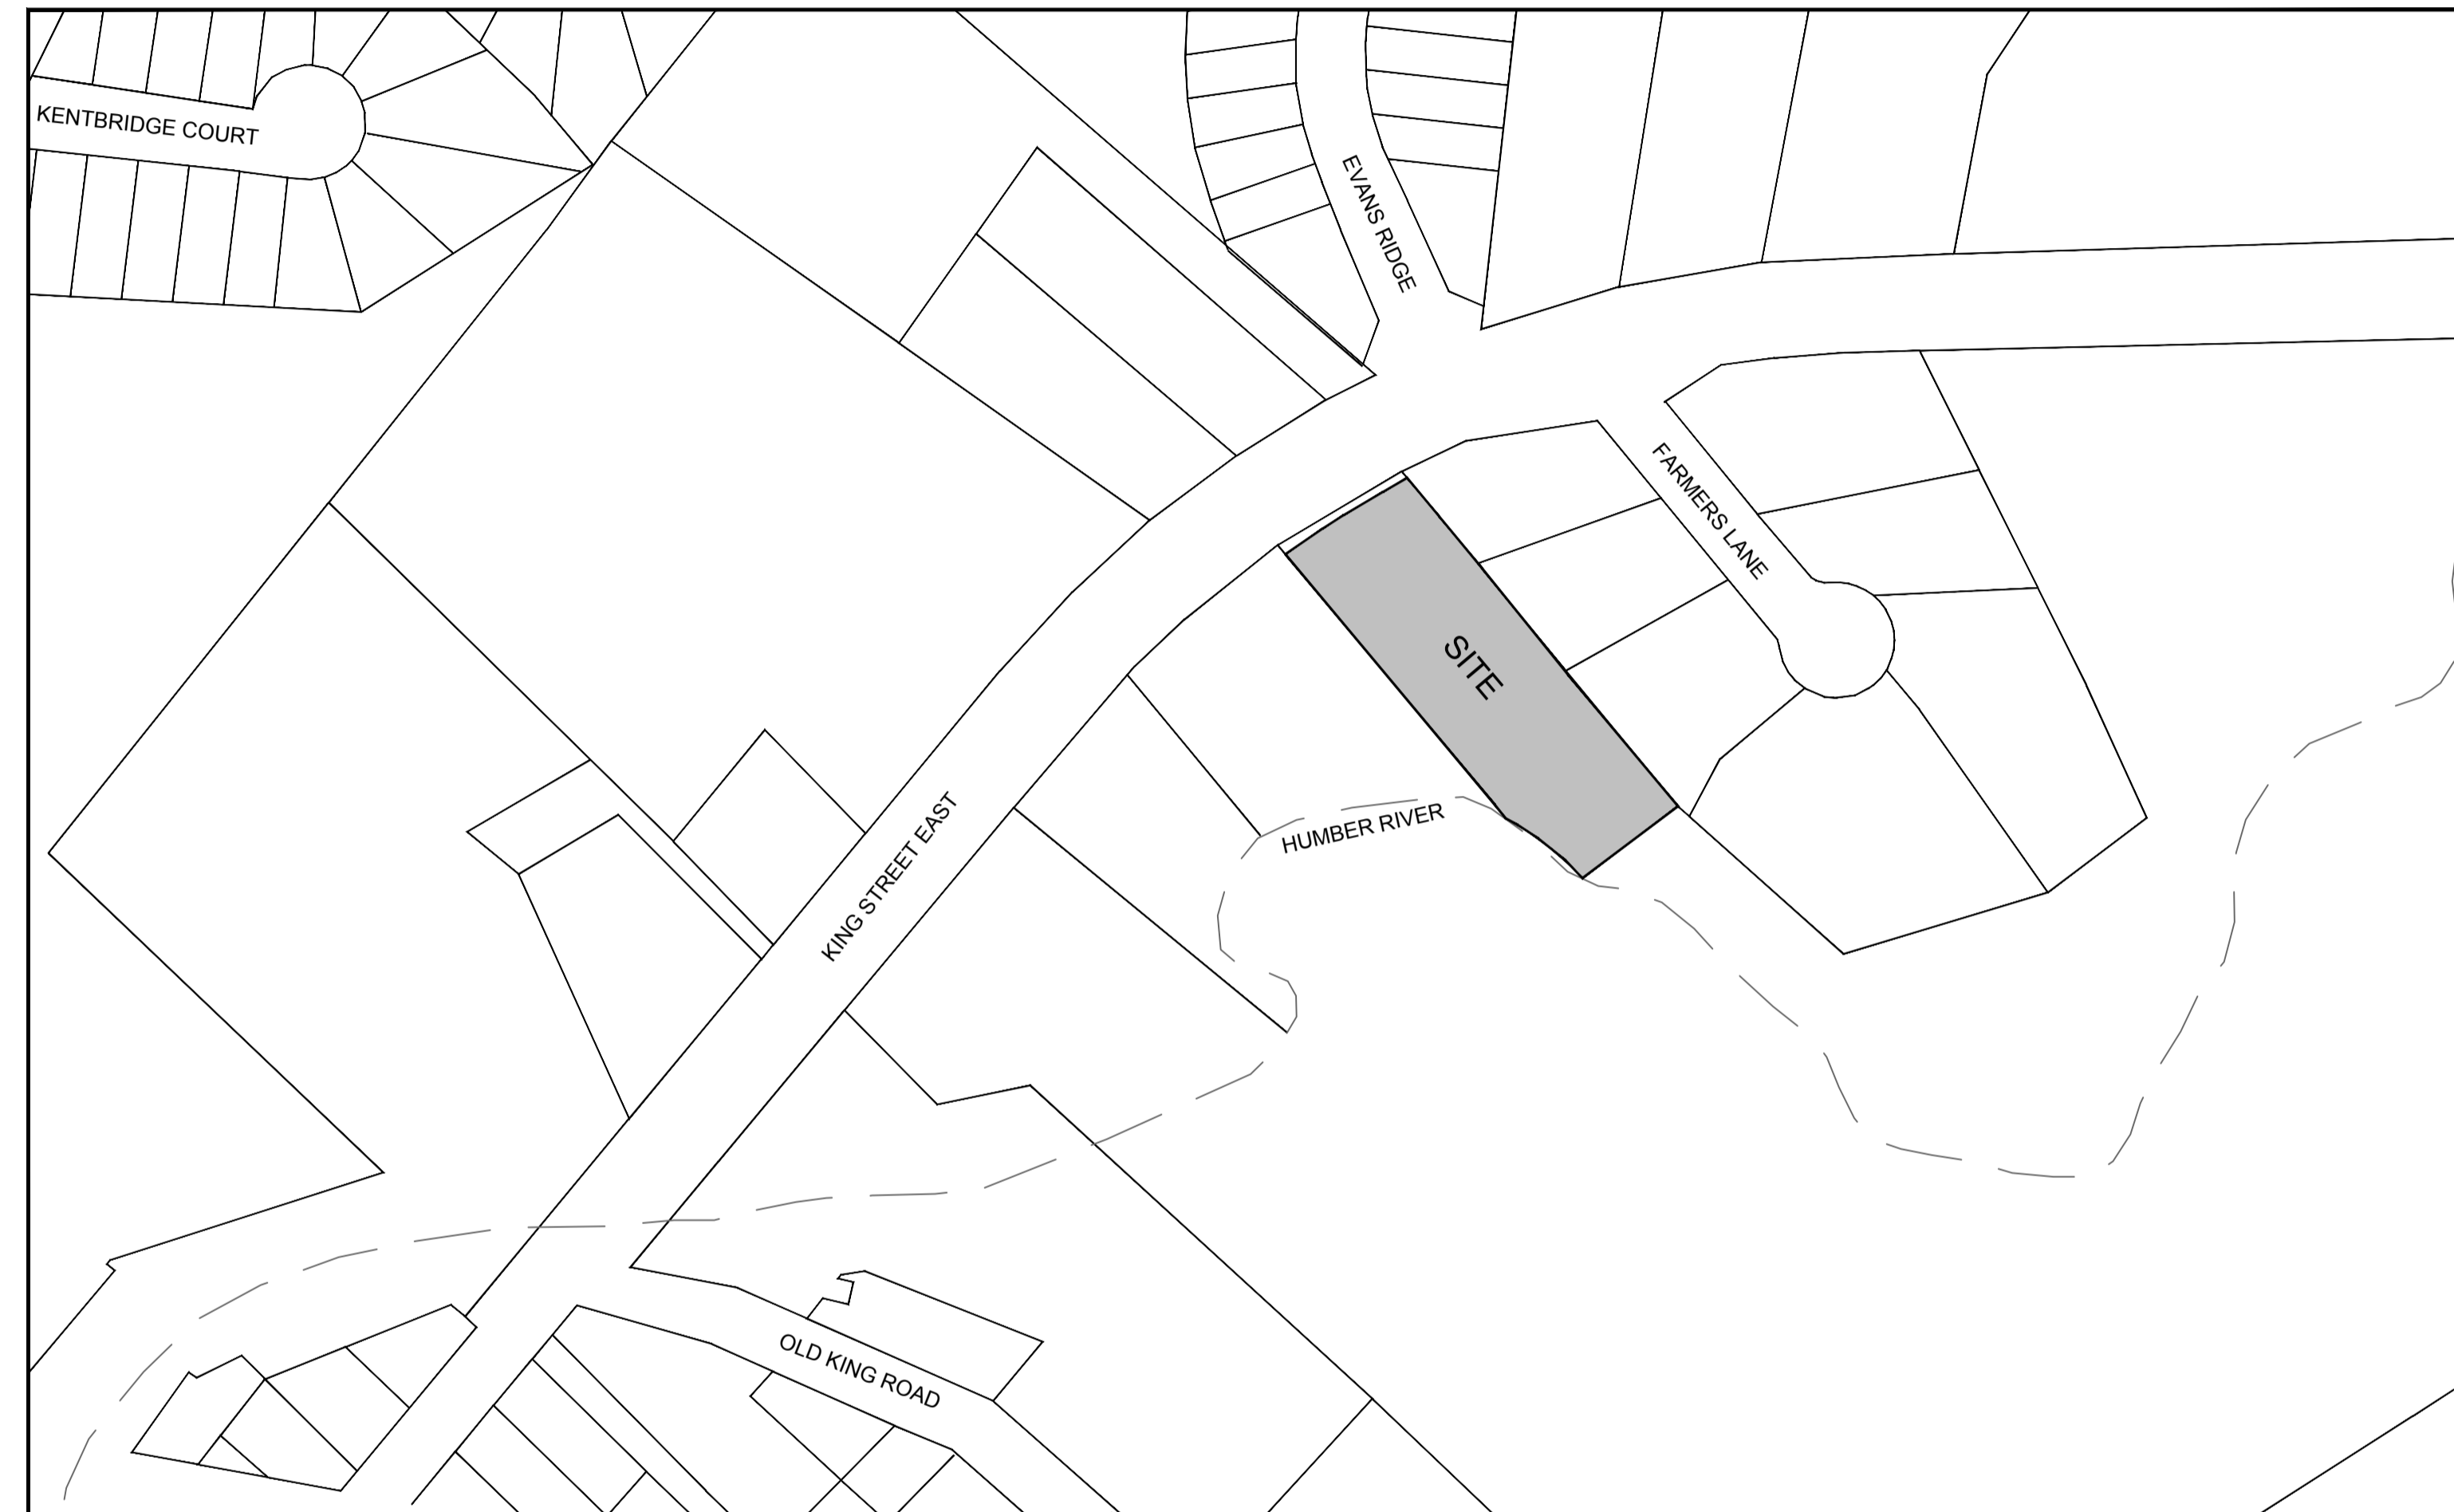 KENTBRIDGE COURT
EVANS RIDGE
FARMERS LANE
SITE
HUMBER RIVER
KING STREET EAST
OLD KING ROAD